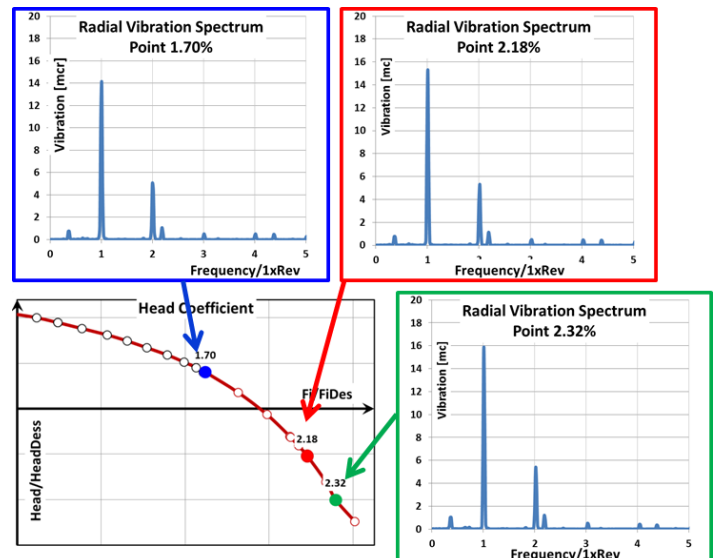 Radial Vibration Spectrum
Point 1.70%
Vibration [mcr]
16
14
12
10
8
6
4
2
0
0 1 2 3 4 5
Frequency/1xRev
Radial Vibration Spectrum
Point 2.18%
Vibration [mc]
20
18
16
14
12
10
8
6
4
2
0
0 1 2 3 4 5
Frequency/1xRev
Head Coefficient
1.70
Fi/FiDes
2.18
2.32
Head/HeadDess
Radial Vibration Spectrum
Point 2.32%
Vibration [mc]
20
18
16
14
12
10
8
6
4
2
0
0 1 2 3 4 5
Frequency/1xRev